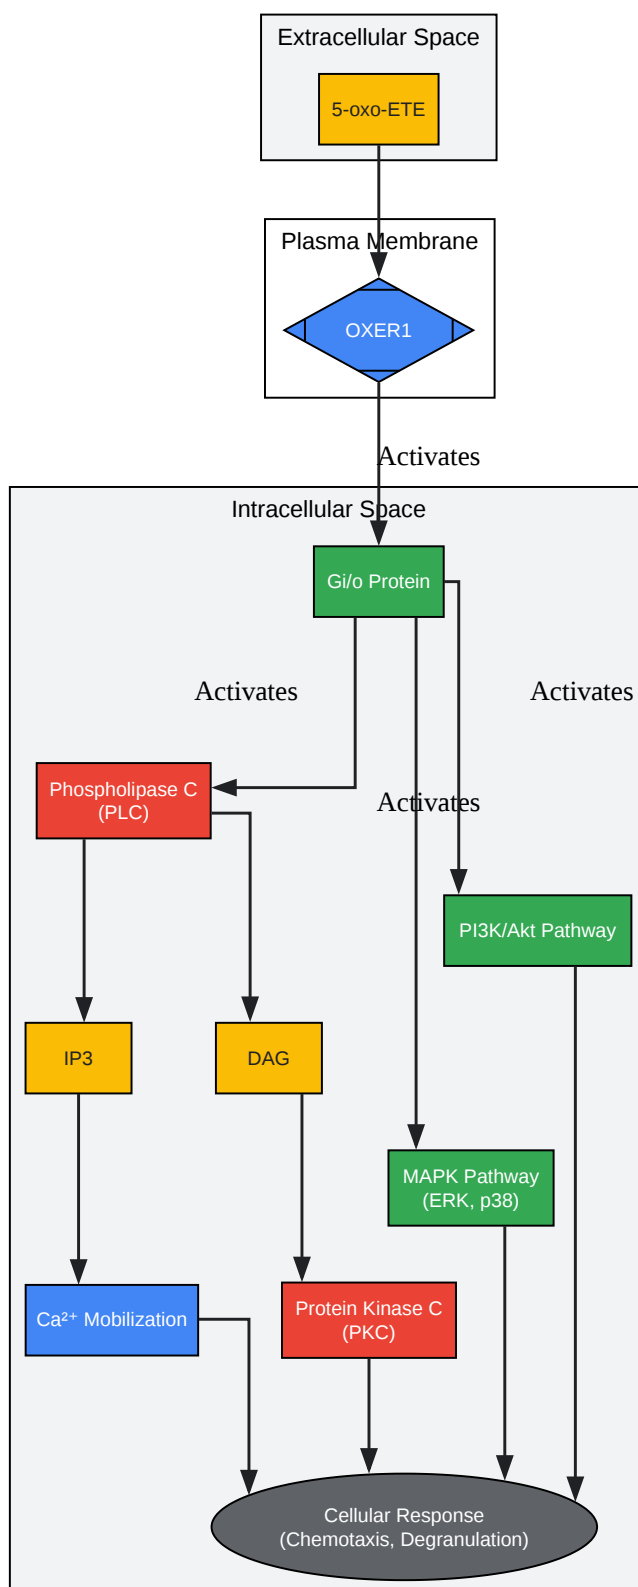 Extracellular Space
5-oxo-ETE
Plasma Membrane
OXER1
Activates
Intracellular Space
Gi/o Protein
Activates
Activates
Phospholipase C
(PLC)
Activates
PI3K/Akt Pathway
IP3
DAG
MAPK Pathway
(ERK, p38)
Ca²⁺ Mobilization
Protein Kinase C
(PKC)
Cellular Response
(Chemotaxis, Degranulation)